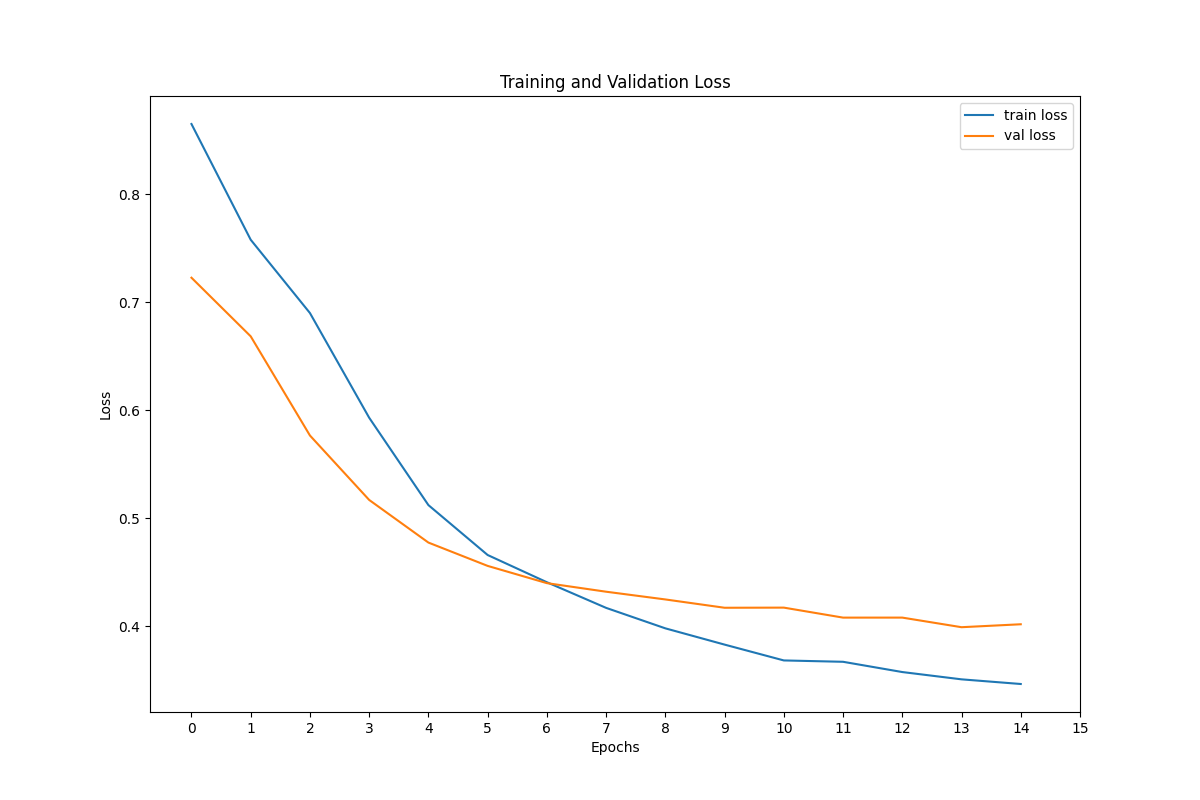 Training and Validation Loss
train loss
val loss
0.8
0.7
0.6
0.5
0.4
Loss
0 1 2 3 4 5 6 7 8 9 10 11 12 13 14 15
Epochs